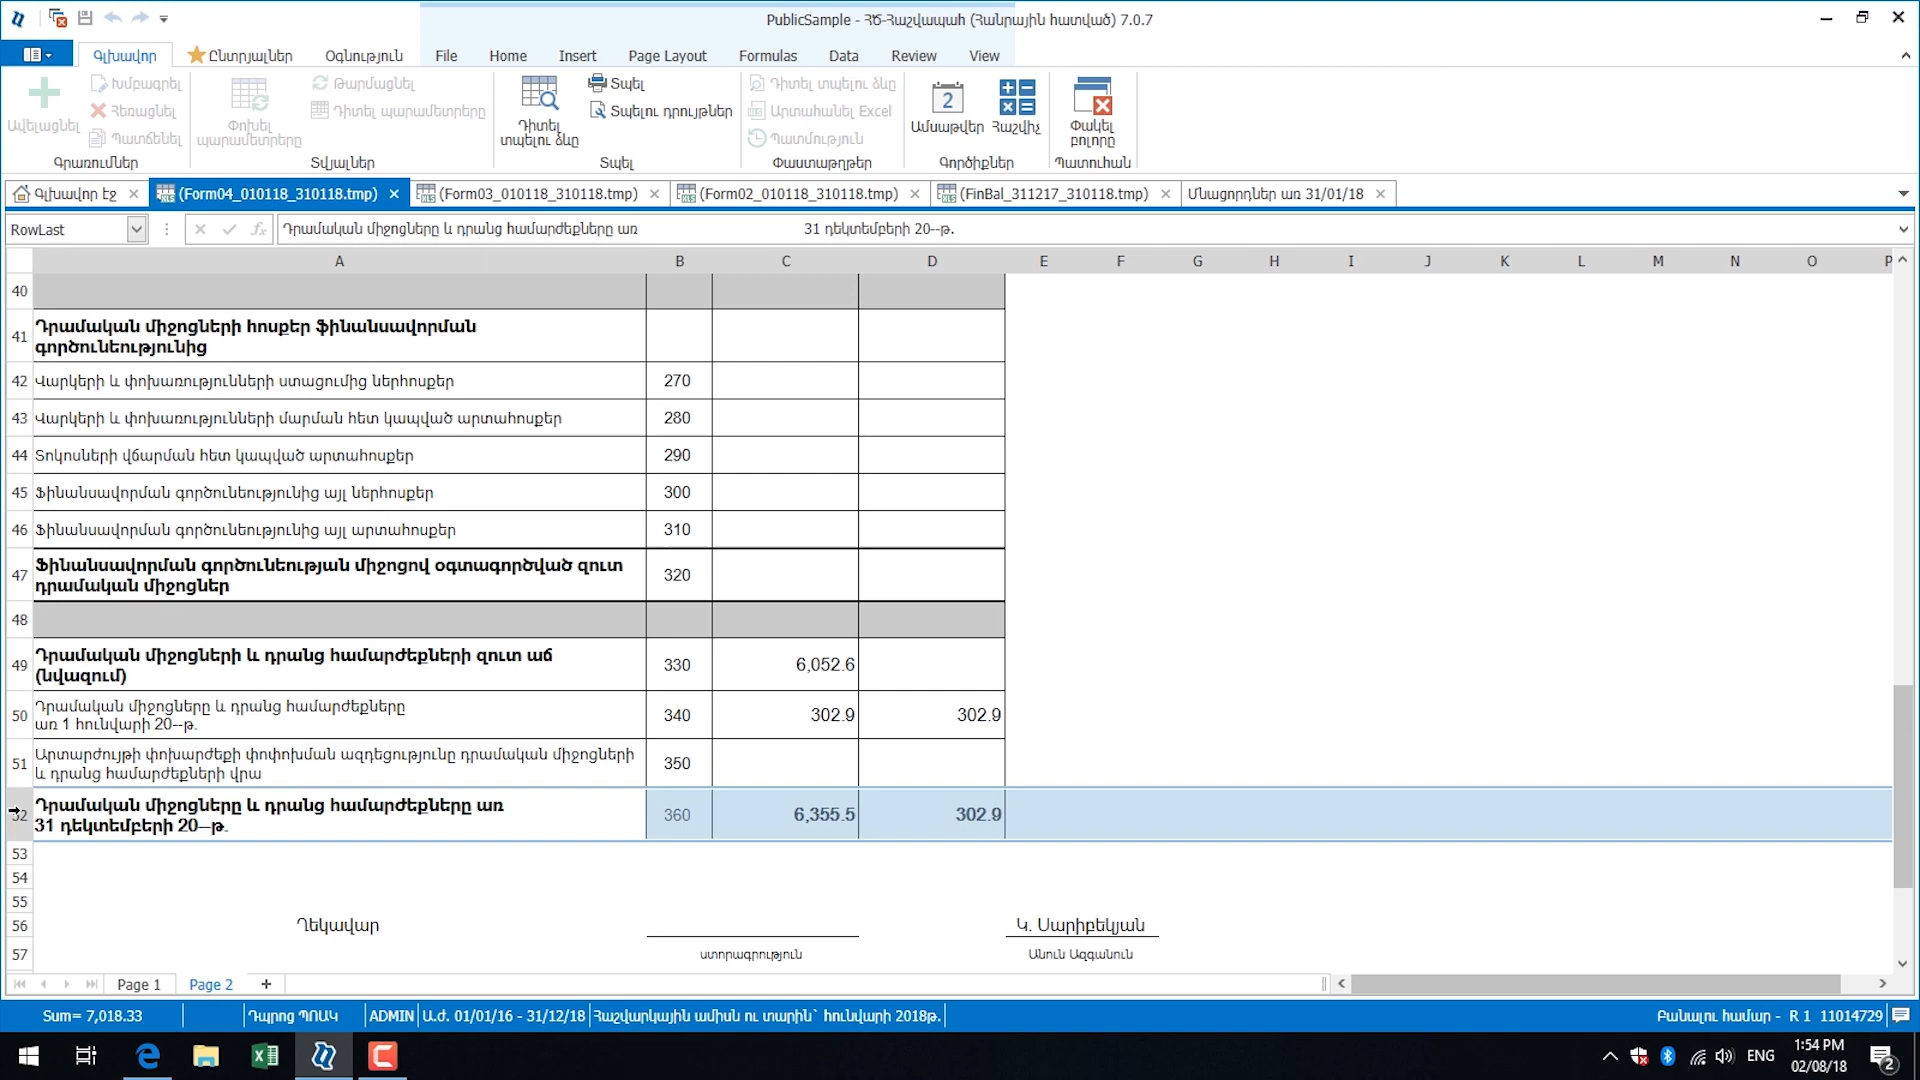 PublicSample - ՀԾ-Հաշվապահ (Հանրային հատված) 7.0.7
Գլխավոր Ընտրյալներ Օգնություն File Home Insert Page Layout Formulas Data Review View
Ավելացնել
Խմբագրել
Հեռացնել
Պատճենել
Գրառումներ
Փոխել
պարամետրերը
Թարմացնել
Դիտել պարամետրերը
Տվյալներ
Դիտել
տպելու ձևը
Տպել
Տպելու դրույթներ
Տպել
Դիտել տպելու ձևը
Արտահանել Excel
Պատմություն
Փաստաթղթեր
2
Ամսաթվեր
Հաշվիչ
Գործիքներ
Փակել
բոլորը
Պատուհան
Գլխավոր էջ (Form04_010118_310118.tmp) (Form03_010118_310118.tmp) (Form02_010118_310118.tmp) (FinBal_311217_310118.tmp) Մնացորդներ առ 31/01/18
RowLast fx Դրամական միջոցները և դրանց համարժեքները առ 31 դեկտեմբերի 20--թ.
A B C D E F G H I J K L M N O P
40
41 Դրամական միջոցների հոսքեր ֆինանսավորման
գործունեությունից
42 Վարկերի և փոխառությունների ստացումից ներհոսքեր 270
43 Վարկերի և փոխառությունների մարման հետ կապված արտահոսքեր 280
44 Տոկոսների վճարման հետ կապված արտահոսքեր 290
45 Ֆինանսավորման գործունեությունից այլ ներհոսքեր 300
46 Ֆինանսավորման գործունեությունից այլ արտահոսքեր 310
47 Ֆինանսավորման գործունեության միջոցով օգտագործված զուտ
դրամական միջոցներ 320
48
49 Դրամական միջոցների և դրանց համարժեքների զուտ աճ
(նվազում) 330 6,052.6
50 Դրամական միջոցները և դրանց համարժեքները
առ 1 հունվարի 20--թ. 340 302.9 302.9
51 Արտարժույթի փոխարժեքի փոփոխման ազդեցությունը դրամական միջոցների
և դրանց համարժեքների վրա 350
52 Դրամական միջոցները և դրանց համարժեքները առ
31 դեկտեմբերի 20--թ. 360 6,355.5 302.9
53
54
55
56 Ղեկավար Կ. Սարիբեկյան
57 ստորագրություն Անուն Ազգանուն
Page 1 Page 2 +
Sum= 7,018.33 Դպրոց ՊՈԱԿ ADMIN Ա.Ժ. 01/01/16 - 31/12/18 Հաշվարկային ամիսն ու տարին` հունվարի 2018թ. Բանալու համար - R 1 11014729
ENG 1:54 PM
02/08/18 2